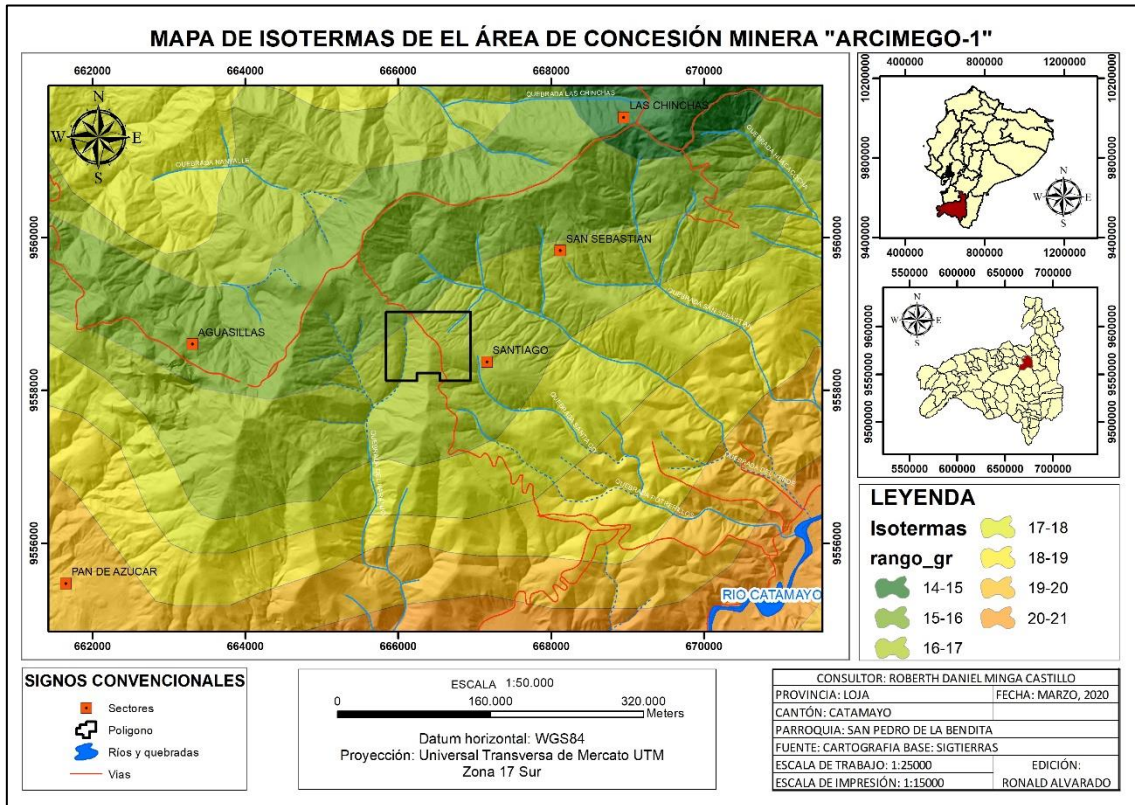 MAPA DE ISOTERMAS DE EL ÁREA DE CONCESIÓN MINERA "ARCIMEGO-1"
662000 664000 666000 668000 670000
9560000
9558000
9556000
N
W E
S
QUEBRADA LAS CHINCHAS
LAS CHINCHAS
SAN SEBASTIAN
QUEBRADA SAN SEBASTIAN
AGUASILLAS
SANTIAGO
QUEBRADA SANTIAGO
PAN DE AZUCAR
RIO CATAMAYO
9560000
9558000
9556000
662000 664000 666000 668000 670000
400000 800000 1200000
10200000
9800000
9400000
N
W E
S
10200000
9800000
9400000
400000 800000 1200000
550000 600000 650000 700000
9600000
9550000
9500000
N
W E
S
9600000
9550000
9500000
550000 600000 650000 700000
LEYENDA
Isotermas
rango_gr
14-15
15-16
16-17
17-18
18-19
19-20
20-21
SIGNOS CONVENCIONALES
Sectores
Poligono
Ríos y quebradas
Vias
ESCALA 1:50.000
0 160.000 320.000
Meters
Datum horizontal: WGS84
Proyección: Universal Transversa de Mercato UTM
Zona 17 Sur
CONSULTOR: ROBERTH DANIEL MINGA CASTILLO
PROVINCIA: LOJA FECHA: MARZO, 2020
CANTÓN: CATAMAYO
PARROQUIA: SAN PEDRO DE LA BENDITA
FUENTE: CARTOGRAFIA BASE: SIGTIERRAS
ESCALA DE TRABAJO: 1:25000 EDICIÓN:
ESCALA DE IMPRESIÓN: 1:15000 RONALD ALVARADO